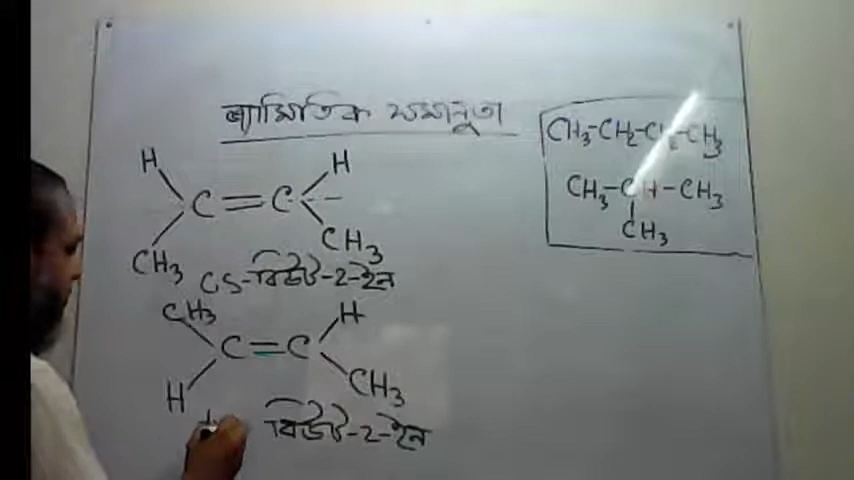 জ্যামিতিক সমানুতা
H H
C=C
CH3 CH3
CS-বিউট-2-ইন
CH3 H
C=C
H CH3
বিউট-2-ইন
CH3-CH2-CH2-CH3
CH3-CH-CH3
CH3